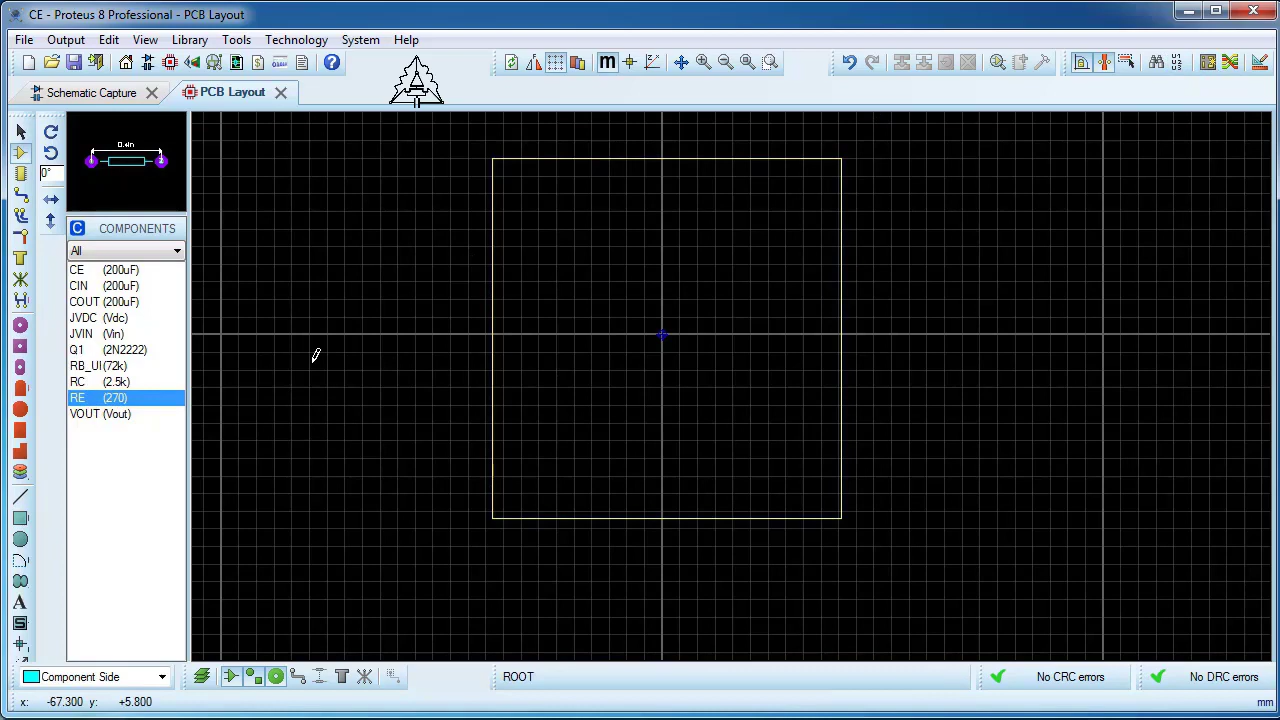 CE - Proteus 8 Professional - PCB Layout
File Output Edit View Library Tools Technology System Help
Schematic Capture PCB Layout
0.4in
0°
COMPONENTS
All
CE (200uF)
CIN (200uF)
COUT (200uF)
JVDC (Vdc)
JVIN (Vin)
Q1 (2N2222)
RB_UI (72k)
RC (2.5k)
RE (270)
VOUT (Vout)
Component Side ROOT No CRC errors No DRC errors
x: -67.300 y: +5.800 mm